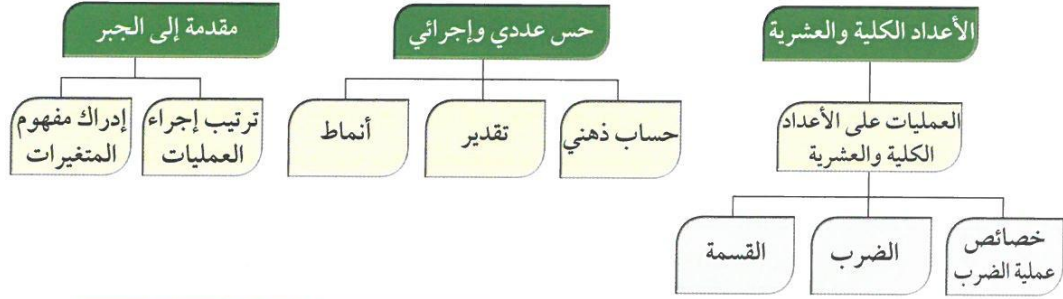 الأعداد الكلية والعشرية
حس عددي وإجرائي
مقدمة إلى الجبر
العمليات على الأعداد
الكلية والعشرية
حساب ذهني
تقدير
أنماط
ترتيب إجراء
العمليات
إدراك مفهوم
المتغيرات
خصائص
عملية الضرب
الضرب
القسمة